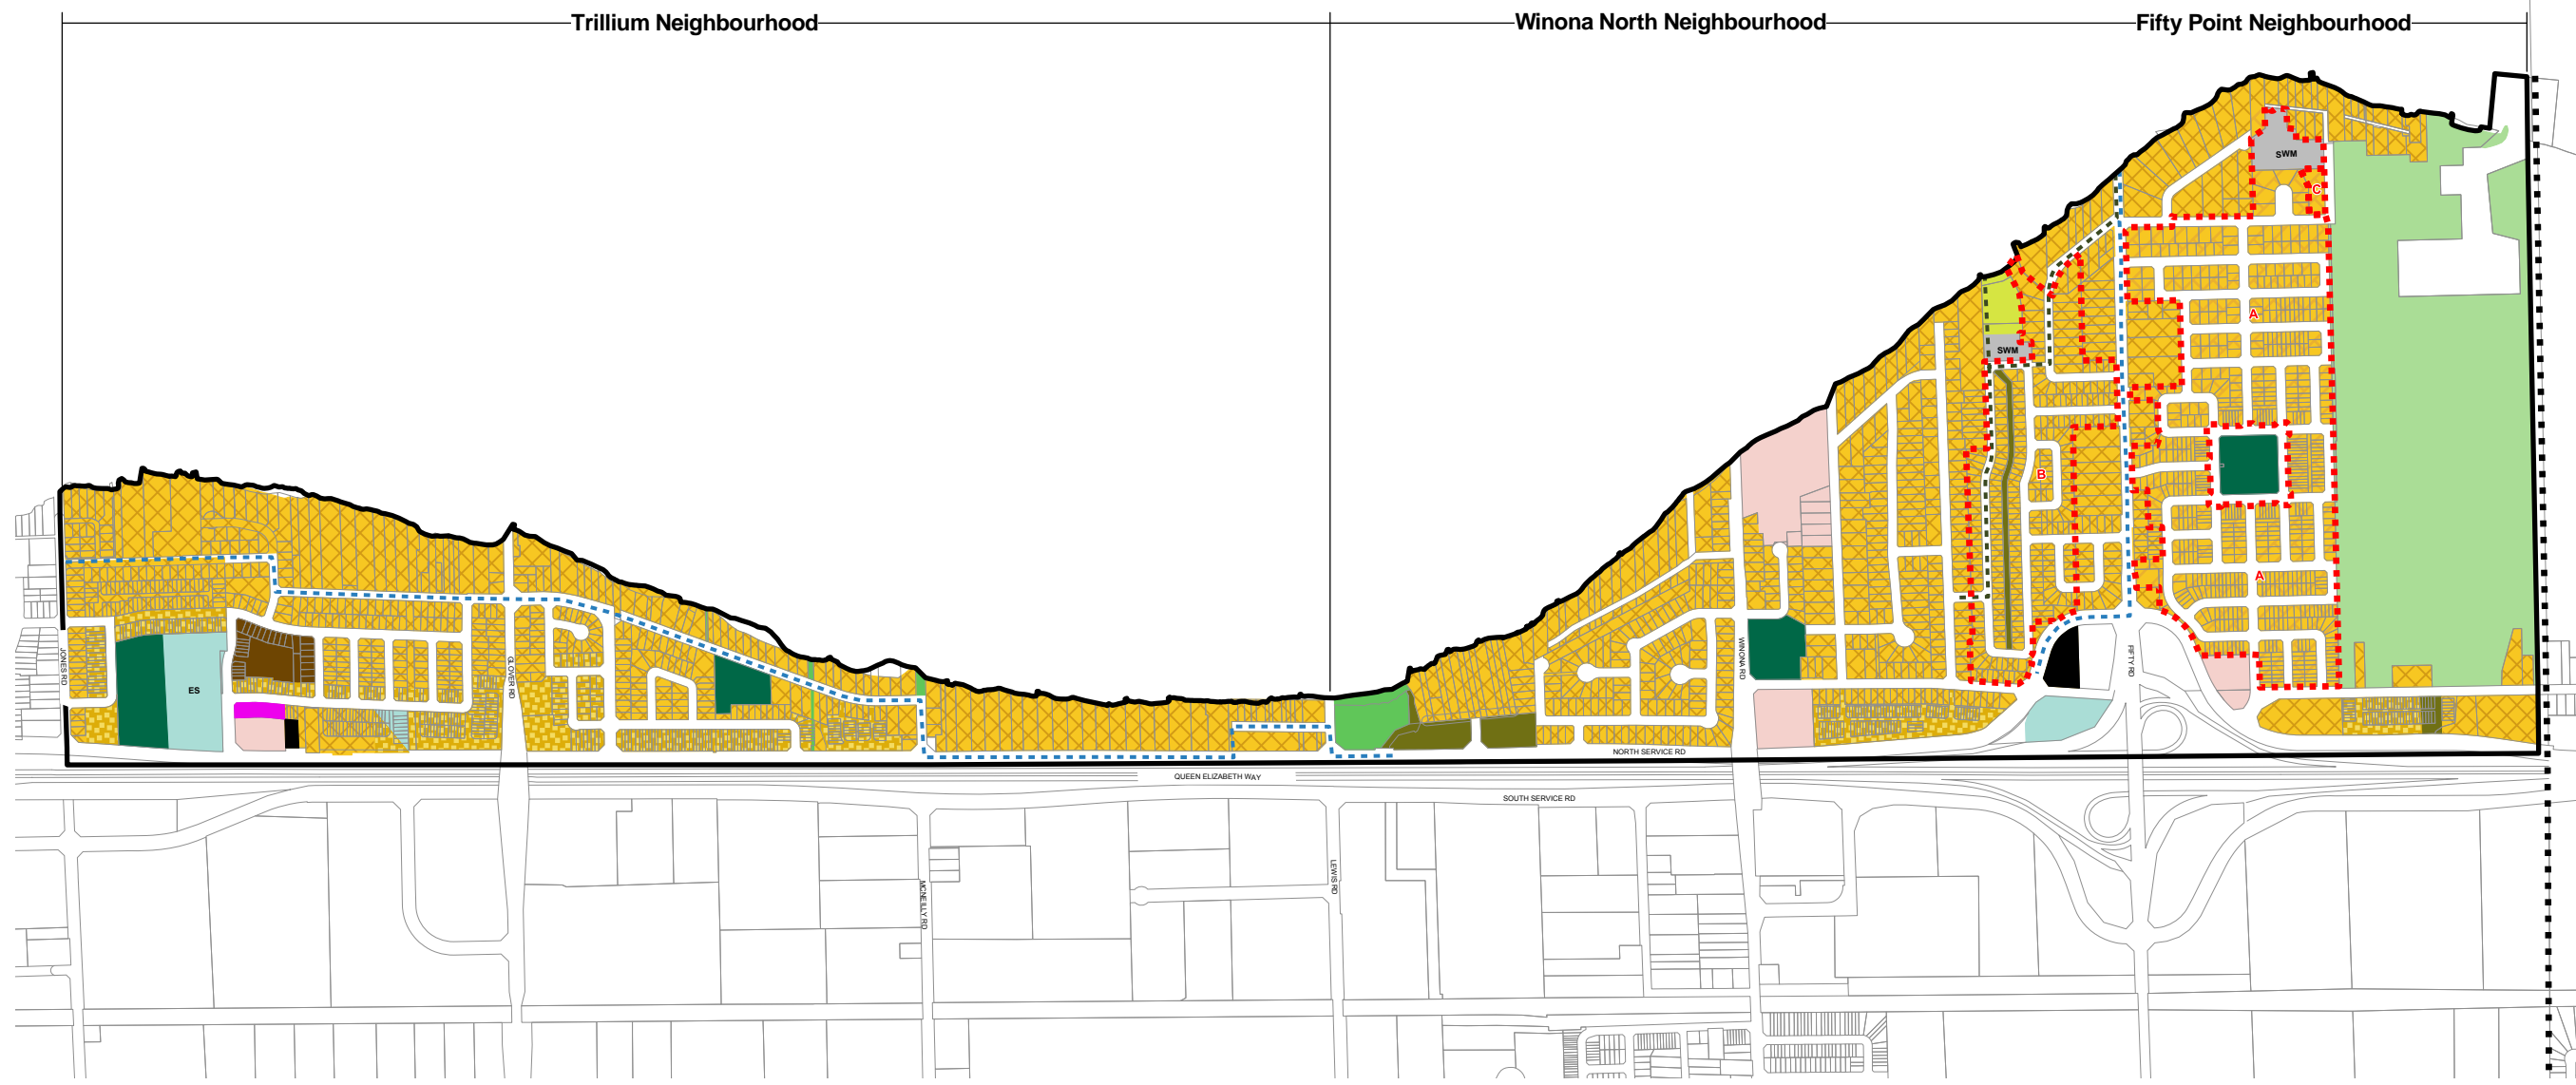 Trillium Neighbourhood
Winona North Neighbourhood
Fifty Point Neighbourhood
SWM
C
A
SWM
B
A
JONES RD
ES
GLOVER RD
WINONA RD
FIFTY RD
NORTH SERVICE RD
QUEEN ELIZABETH WAY
SOUTH SERVICE RD
MCNEILLY RD
LEWIS RD